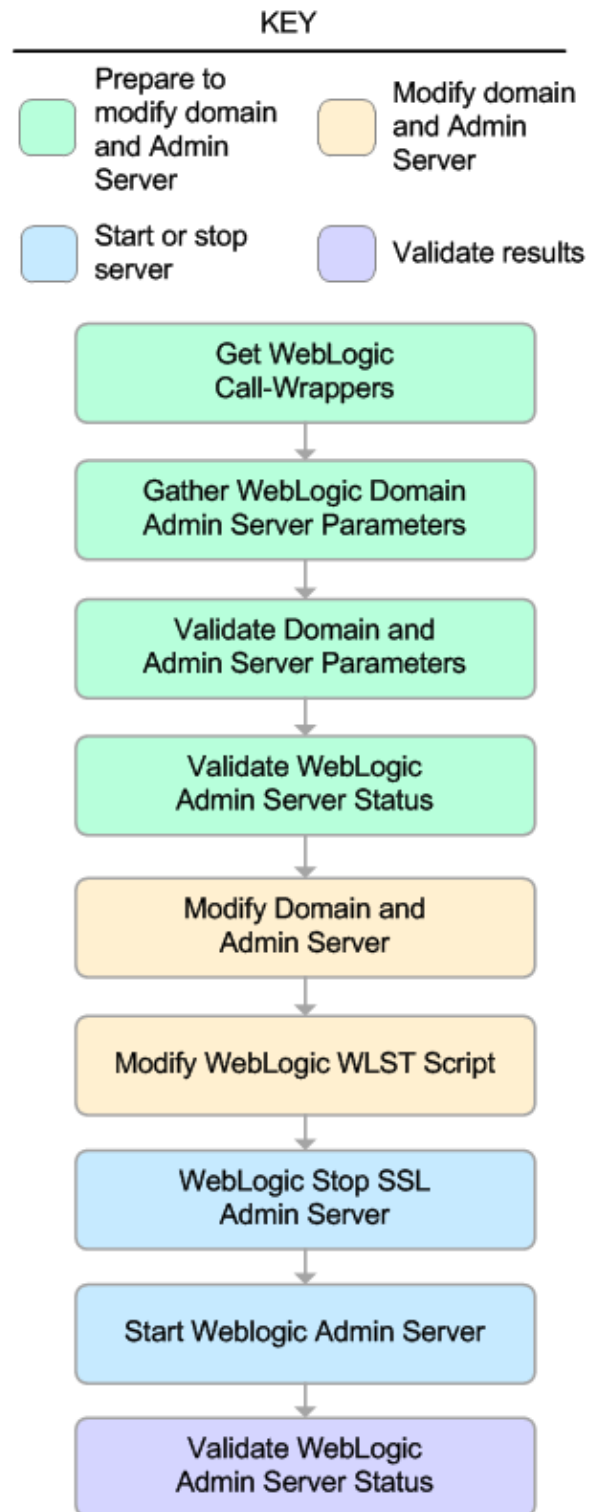 KEY
Prepare to
modify domain
and Admin
Server
Modify domain
and Admin
Server
Start or stop
server
Validate results
Get WebLogic
Call-Wrappers
Gather WebLogic Domain
Admin Server Parameters
Validate Domain and
Admin Server Parameters
Validate WebLogic
Admin Server Status
Modify Domain and
Admin Server
Modify WebLogic WLST Script
WebLogic Stop SSL
Admin Server
Start Weblogic Admin Server
Validate WebLogic
Admin Server Status